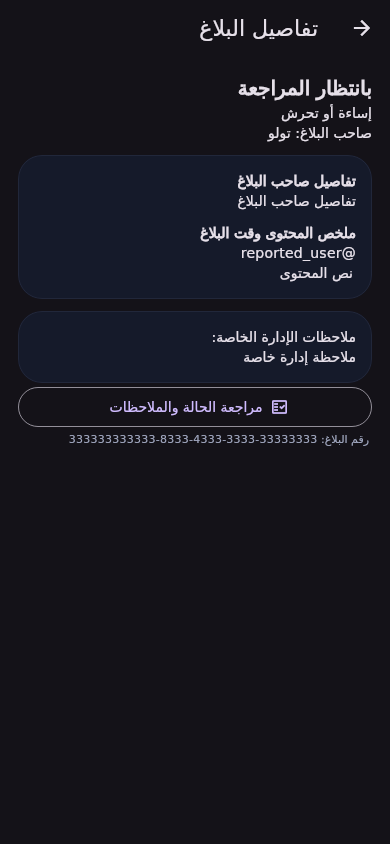 تفاصيل البلاغ
بانتظار المراجعة
إساءة أو تحرش
صاحب البلاغ: تولو
تفاصيل صاحب البلاغ
تفاصيل صاحب البلاغ
ملخص المحتوى وقت البلاغ
@reported_user
نص المحتوى
ملاحظات الإدارة الخاصة:
ملاحظة إدارة خاصة
مراجعة الحالة والملاحظات
رقم البلاغ: 33333333-3333-4333-8333-333333333333